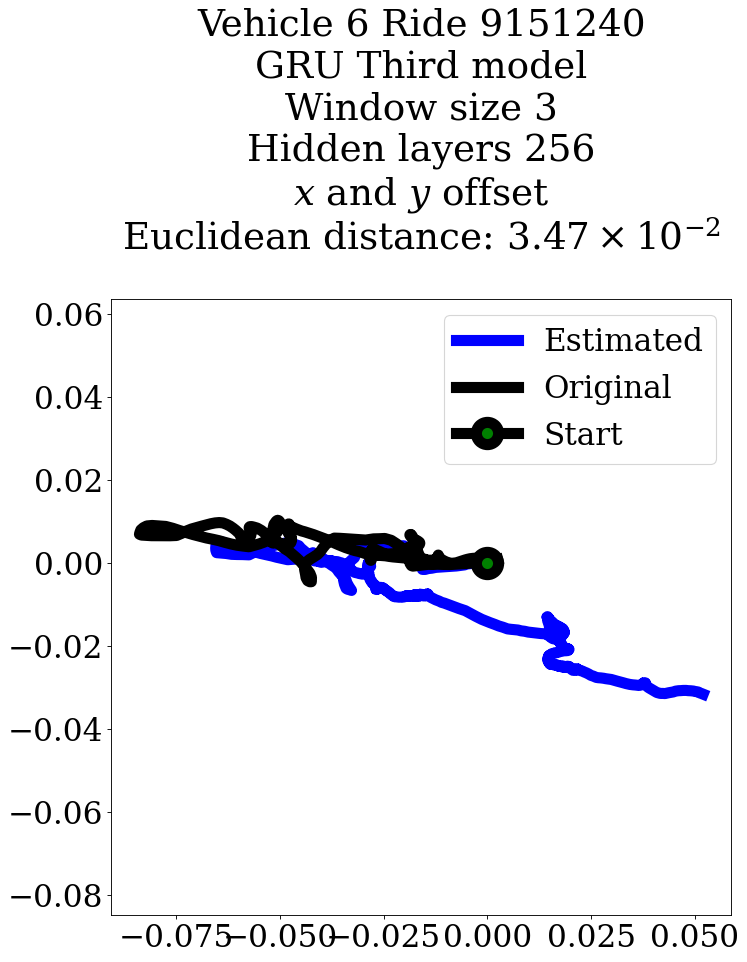 Vehicle 6 Ride 9151240
GRU Third model
Window size 3
Hidden layers 256
x and y offset
Euclidean distance: 3.47 × 10⁻²
Estimated
Original
Start
0.06
0.04
0.02
0.00
−0.02
−0.04
−0.06
−0.08
−0.075 −0.050 −0.025 0.000 0.025 0.050